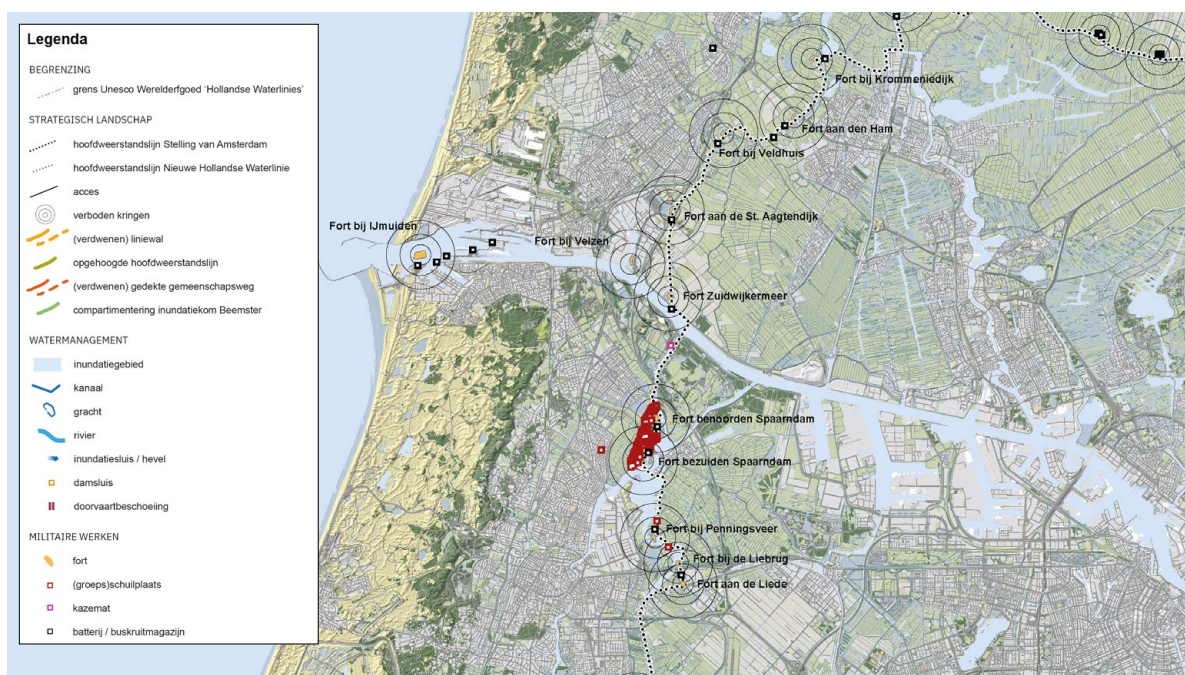 Legenda
BEGRENZING
grens Unesco Werelderfgoed ‘Hollandse Waterlinies’
STRATEGISCH LANDSCHAP
hoofdweerstandslijn Stelling van Amsterdam
hoofdweerstandslijn Nieuwe Hollandse Waterlinie
acces
verboden kringen
(verdwenen) liniewal
opgehoogde hoofdweerstandslijn
(verdwenen) gedekte gemeenschapsweg
compartimentering inundatiekom Beemster
WATERMANAGEMENT
inundatiegebied
kanaal
gracht
rivier
inundatiesluis / hevel
damsluis
doorvaartbeschoeiing
MILITAIRE WERKEN
fort
(groeps)schuilplaats
kazemat
batterij / buskruitmagazijn
Fort bij Krommeniedijk
Fort aan den Ham
Fort bij Veldhuis
Fort aan de St. Aagtendijk
Fort bij IJmuiden
Fort bij Velzen
Fort Zuidwijkermeer
Fort benoorden Spaarndam
Fort bezuiden Spaarndam
Fort bij Penningsveer
Fort bij de Liebrug
Fort aan de Liede